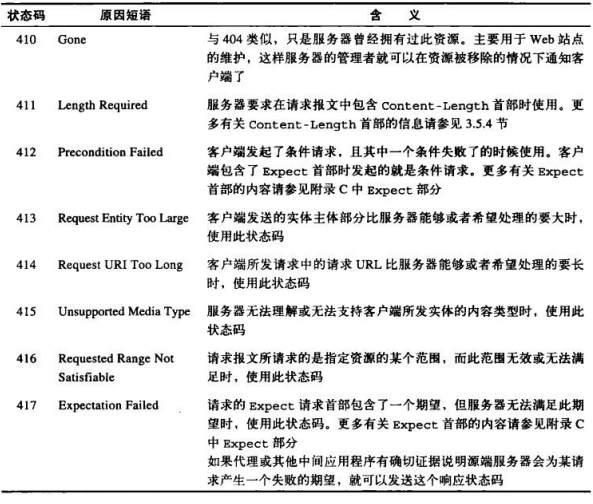 状态码 原因短语 含 义
410 Gone 与 404 类似，只是服务器曾经拥有过此资源。主要用于 Web 站点
的维护，这样服务器的管理者就可以在资源被移除的情况下通知客
户端了
411 Length Required 服务器要求在请求报文中包含 Content-Length 首部时使用。更
多有关 Content-Length 首部的信息请参见 3.5.4 节
412 Precondition Failed 客户端发起了条件请求，且其中一个条件失败了的时候使用。客户
端包含了 Expect 首部时发起的就是条件请求。更多有关 Expect
首部的内容请参见附录 C 中 Expect 部分
413 Request Entity Too Large 客户端发送的实体主体部分比服务器能够或者希望处理的要大时，
使用此状态码
414 Request URI Too Long 客户端所发请求中的请求 URL 比服务器能够或者希望处理的要长
时，使用此状态码
415 Unsupported Media Type 服务器无法理解或无法支持客户端所发实体的内容类型时，使用此
状态码
416 Requested Range Not 请求报文所请求的是指定资源的某个范围，而此范围无效或无法满
Satisfiable 足时，使用此状态码
417 Expectation Failed 请求的 Expect 请求首部包含了一个期望，但服务器无法满足此期
望时，使用此状态码。更多有关 Expect 首部的内容请参见附录 C
中 Expect 部分
如果代理或其他中间应用程序有确切证据说明源端服务器会为某请
求产生一个失败的期望，就可以发送这个响应状态码